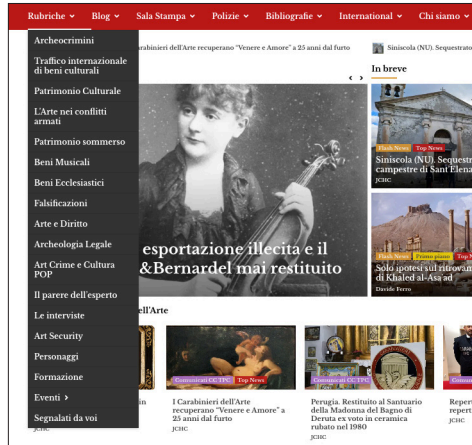 Rubriche
Blog
Sala Stampa
Polizie
Bibliografie
International
Chi siamo
Archeocrimini
Traffico internazionale
di beni culturali
Patrimonio Culturale
L'Arte nei conflitti
armati
Patrimonio sommerso
Beni Musicali
Beni Ecclesiastici
Falsificazioni
Arte e Diritto
Archeologia Legale
Art Crime e Cultura
POP
Il parere dell'esperto
Le interviste
Art Security
Personaggi
Formazione
Eventi
Segnalati da voi
arabinieri dell'Arte recuperano "Venere e Amore" a 25 anni dal furto
Siniscola (NU). Sequestrato
In breve
esportazione illecita e il
&Bernardel mai restituito
Flash News
Top News
Siniscola (NU). Sequestr
campestre di Sant'Elena
JCHC
Flash News
Primo piano
Top N
Solo ipotesi sul ritrovam
di Khaled al-Asa'ad
Davide Ferro
ell'Arte
in
JCHC
Comunicati CC TPC
Top News
I Carabinieri dell'Arte
recuperano "Venere e Amore" a
25 anni dal furto
JCHC
Comunicati CC TPC
Perugia. Restituito al Santuario
della Madonna del Bagno di
Deruta ex voto in ceramica
rubato nel 1980
JCHC
Comu
Repert
repert
JCHC